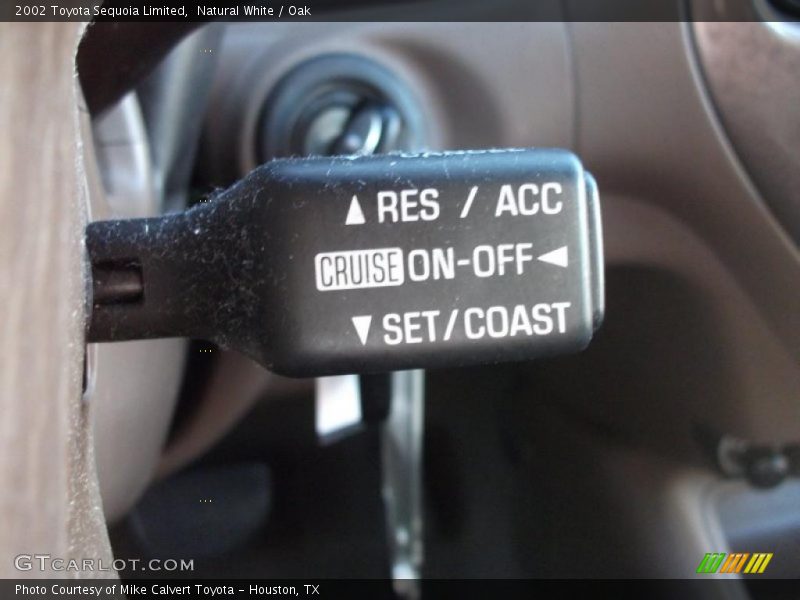 2002 Toyota Sequoia Limited,  Natural White / Oak
▲RES / ACC
CRUISE ON-OFF◄
▼SET/COAST
GTCARLOT.COM
Photo Courtesy of Mike Calvert Toyota - Houston, TX